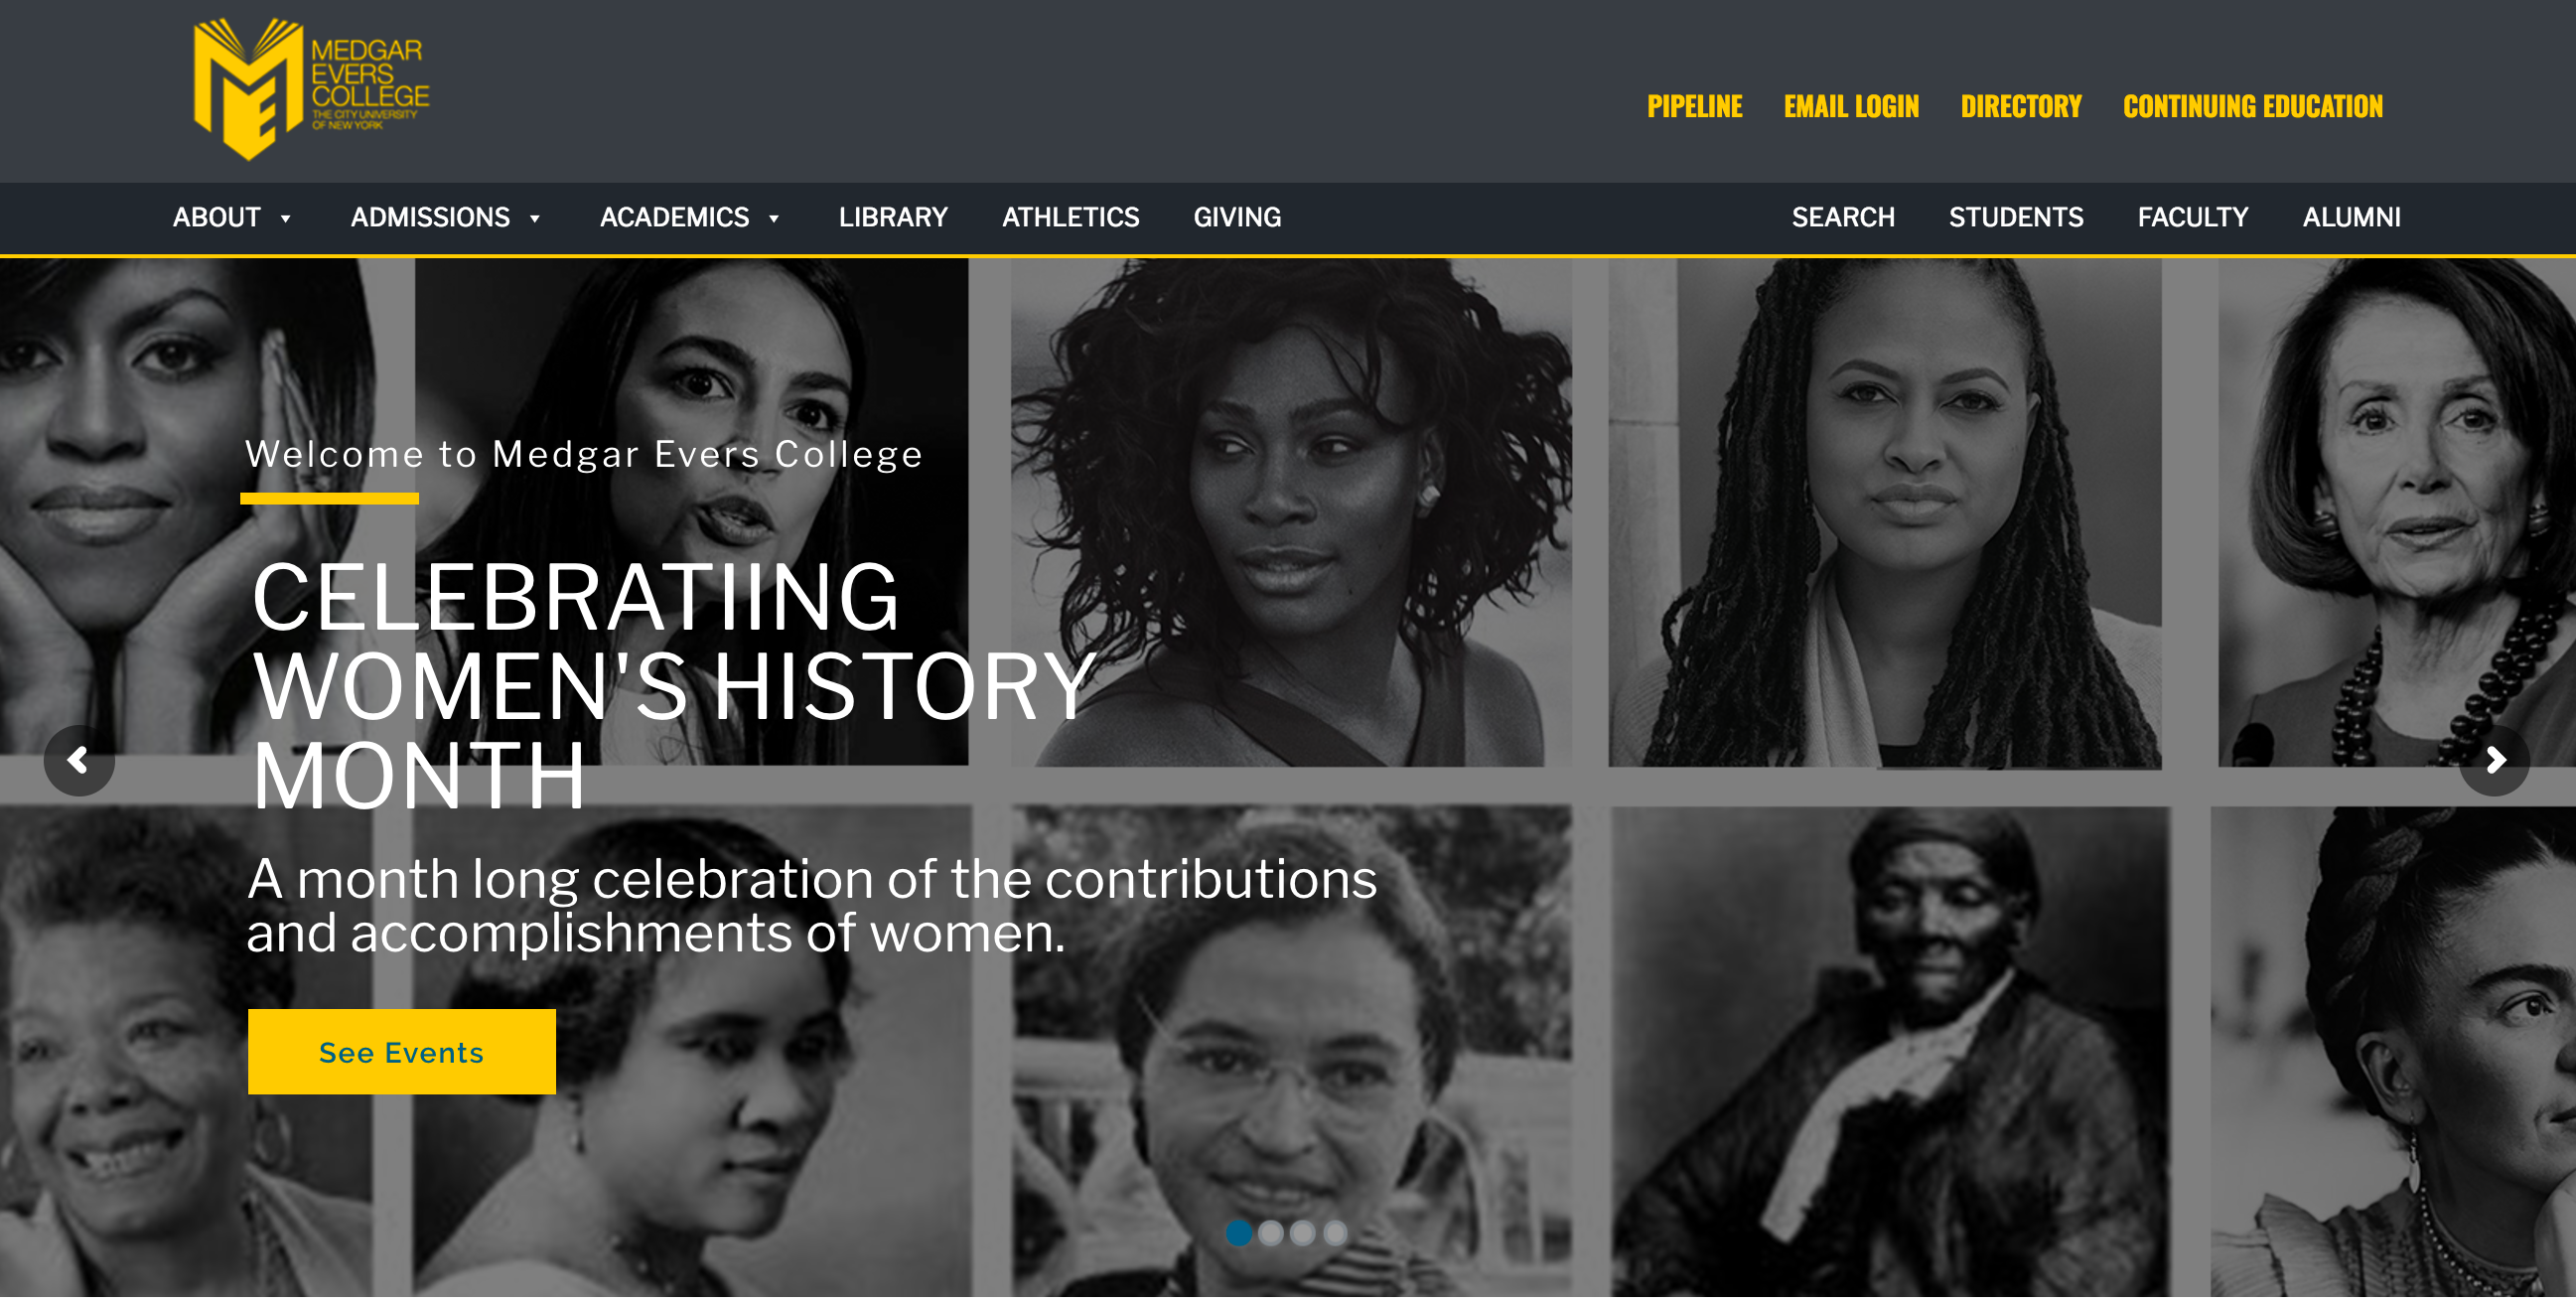 MEDGAR
EVERS
COLLEGE
THE CITY UNIVERSITY
OF NEW YORK
PIPELINE EMAIL LOGIN DIRECTORY CONTINUING EDUCATION
ABOUT ADMISSIONS ACADEMICS LIBRARY ATHLETICS GIVING SEARCH STUDENTS FACULTY ALUMNI
Welcome to Medgar Evers College
CELEBRATIING
WOMEN'S HISTORY
MONTH
A month long celebration of the contributions
and accomplishments of women.
See Events